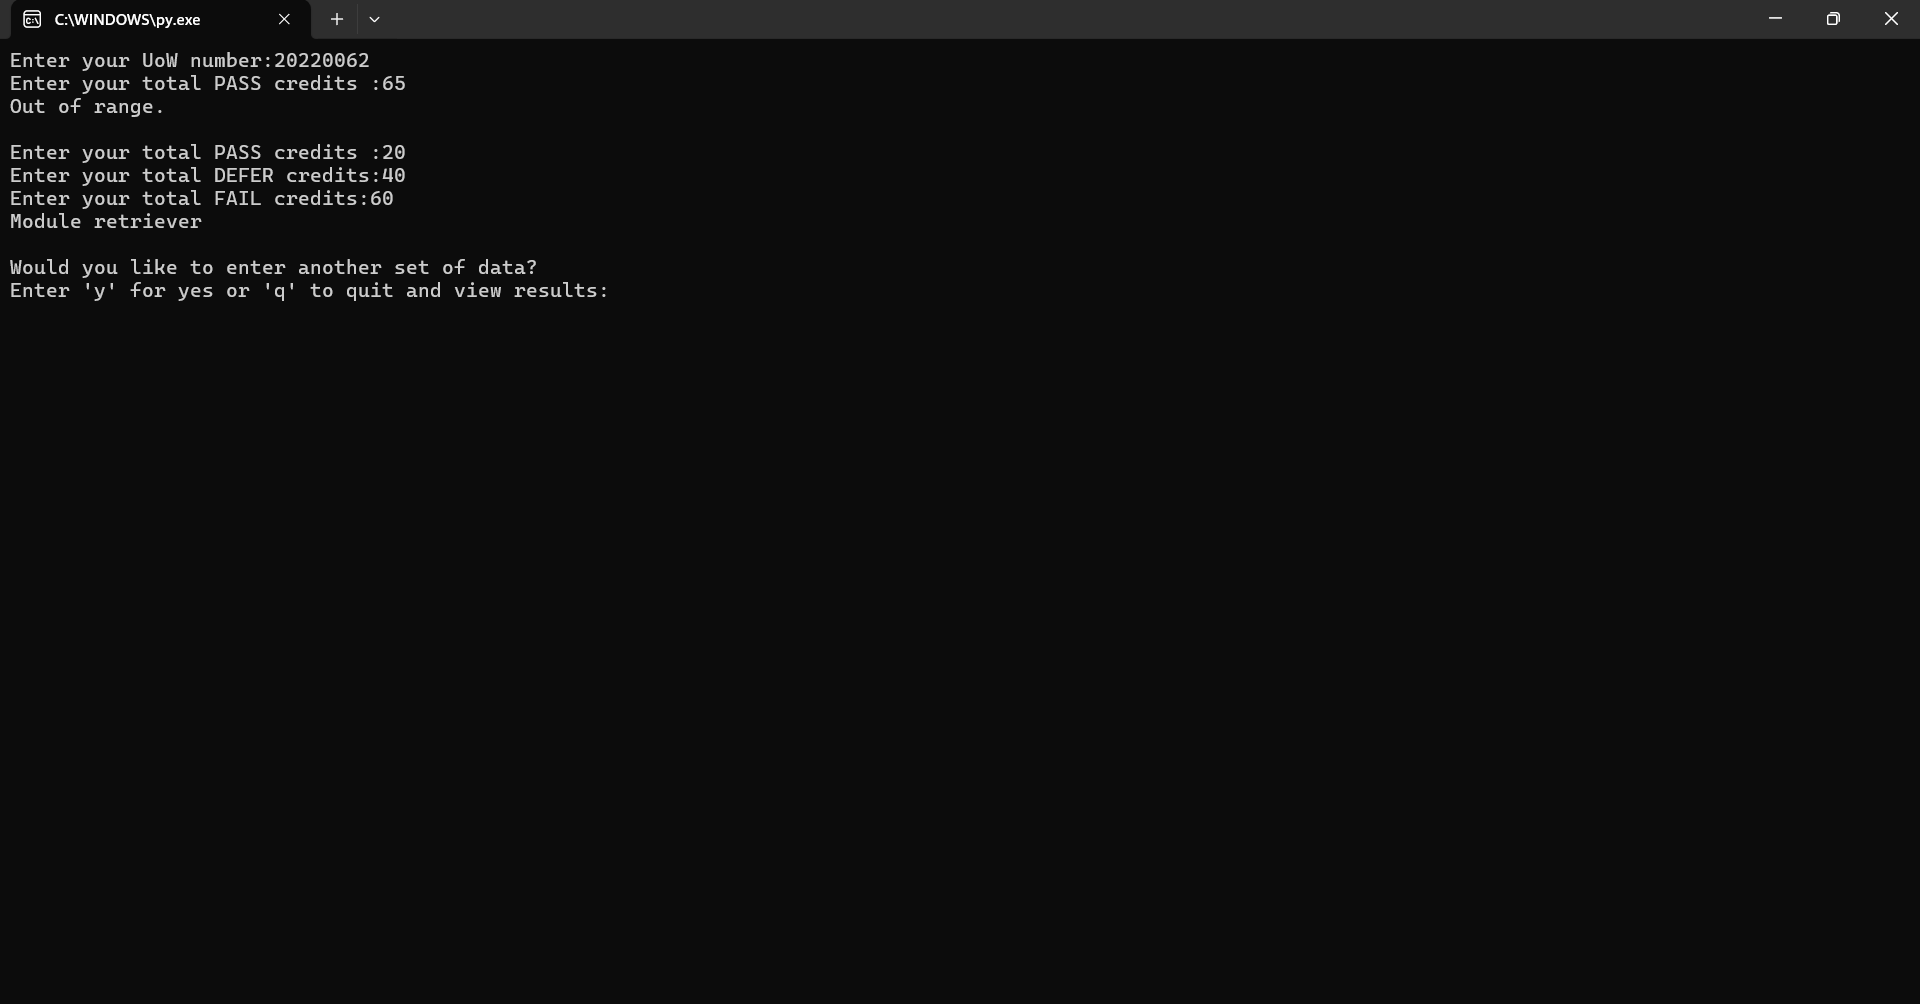 C:\WINDOWS\py.exe
Enter your UoW number:20220062
Enter your total PASS credits :65
Out of range.
Enter your total PASS credits :20
Enter your total DEFER credits:40
Enter your total FAIL credits:60
Module retriever
Would you like to enter another set of data?
Enter 'y' for yes or 'q' to quit and view results: